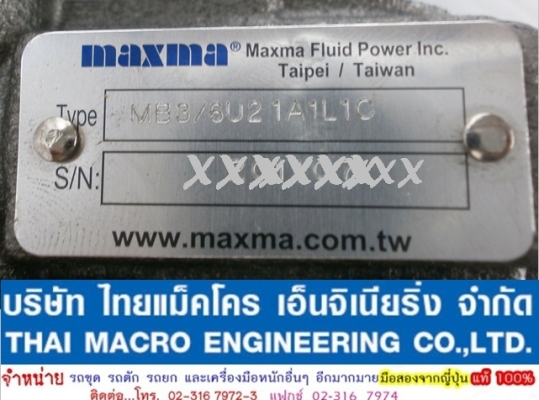 maxma® Maxma Fluid Power Inc.
Taipei / Taiwan
Type MB3/6U21A1L1C
S/N: XXXXXXXXXX
www.maxma.com.tw
บริษัท ไทยแม็คโคร เอ็นจิเนียริ่ง จำกัด
THAI MACRO ENGINEERING CO.,LTD.
จำหน่าย รถขุด รถตัก รถยก และเครื่องมือหนักอื่นๆ อีกมากมายมือสองจากญี่ปุ่นแท้ 100%
ติดต่อ...โทร. 02-316 7972-3 แฟกซ์ 02-316 7974